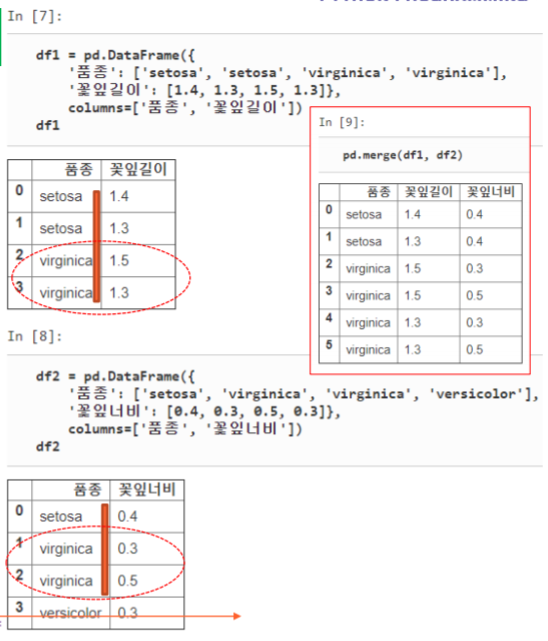 In [7]:
df1 = pd.DataFrame({
'품종': ['setosa', 'setosa', 'virginica', 'virginica'],
'꽃잎길이': [1.4, 1.3, 1.5, 1.3]},
columns=['품종', '꽃잎길이'])
df1
품종 꽃잎길이
0 setosa 1.4
1 setosa 1.3
2 virginica 1.5
3 virginica 1.3
In [9]:
pd.merge(df1, df2)
품종 꽃잎길이 꽃잎너비
0 setosa 1.4 0.4
1 setosa 1.3 0.4
2 virginica 1.5 0.3
3 virginica 1.5 0.5
4 virginica 1.3 0.3
5 virginica 1.3 0.5
In [8]:
df2 = pd.DataFrame({
'품종': ['setosa', 'virginica', 'virginica', 'versicolor'],
'꽃잎너비': [0.4, 0.3, 0.5, 0.3]},
columns=['품종', '꽃잎너비'])
df2
품종 꽃잎너비
0 setosa 0.4
1 virginica 0.3
2 virginica 0.5
3 versicolor 0.3